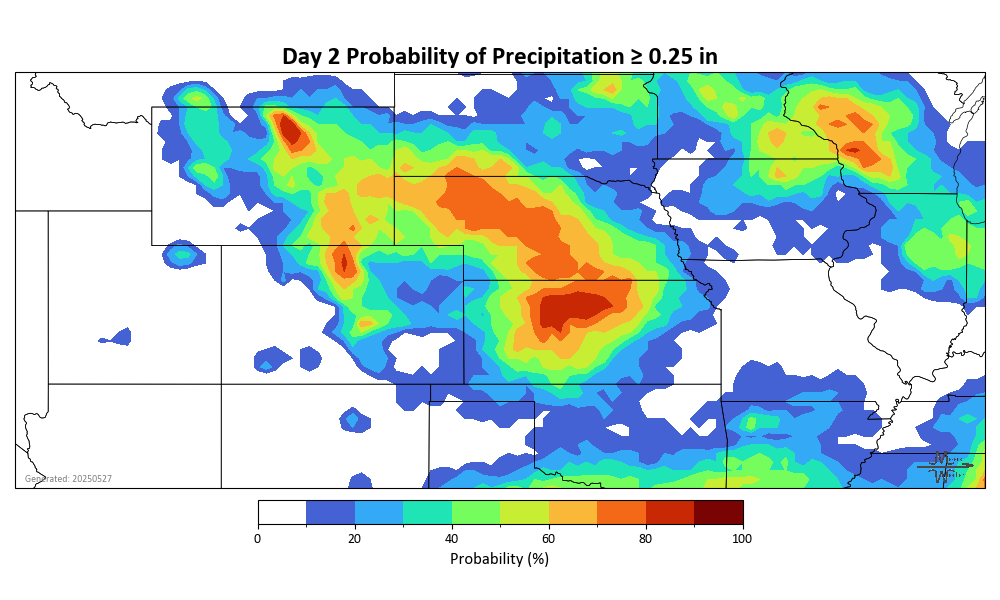 Day 2 Probability of Precipitation ≥ 0.25 in
Generated: 20250527
0 20 40 60 80 100
Probability (%)